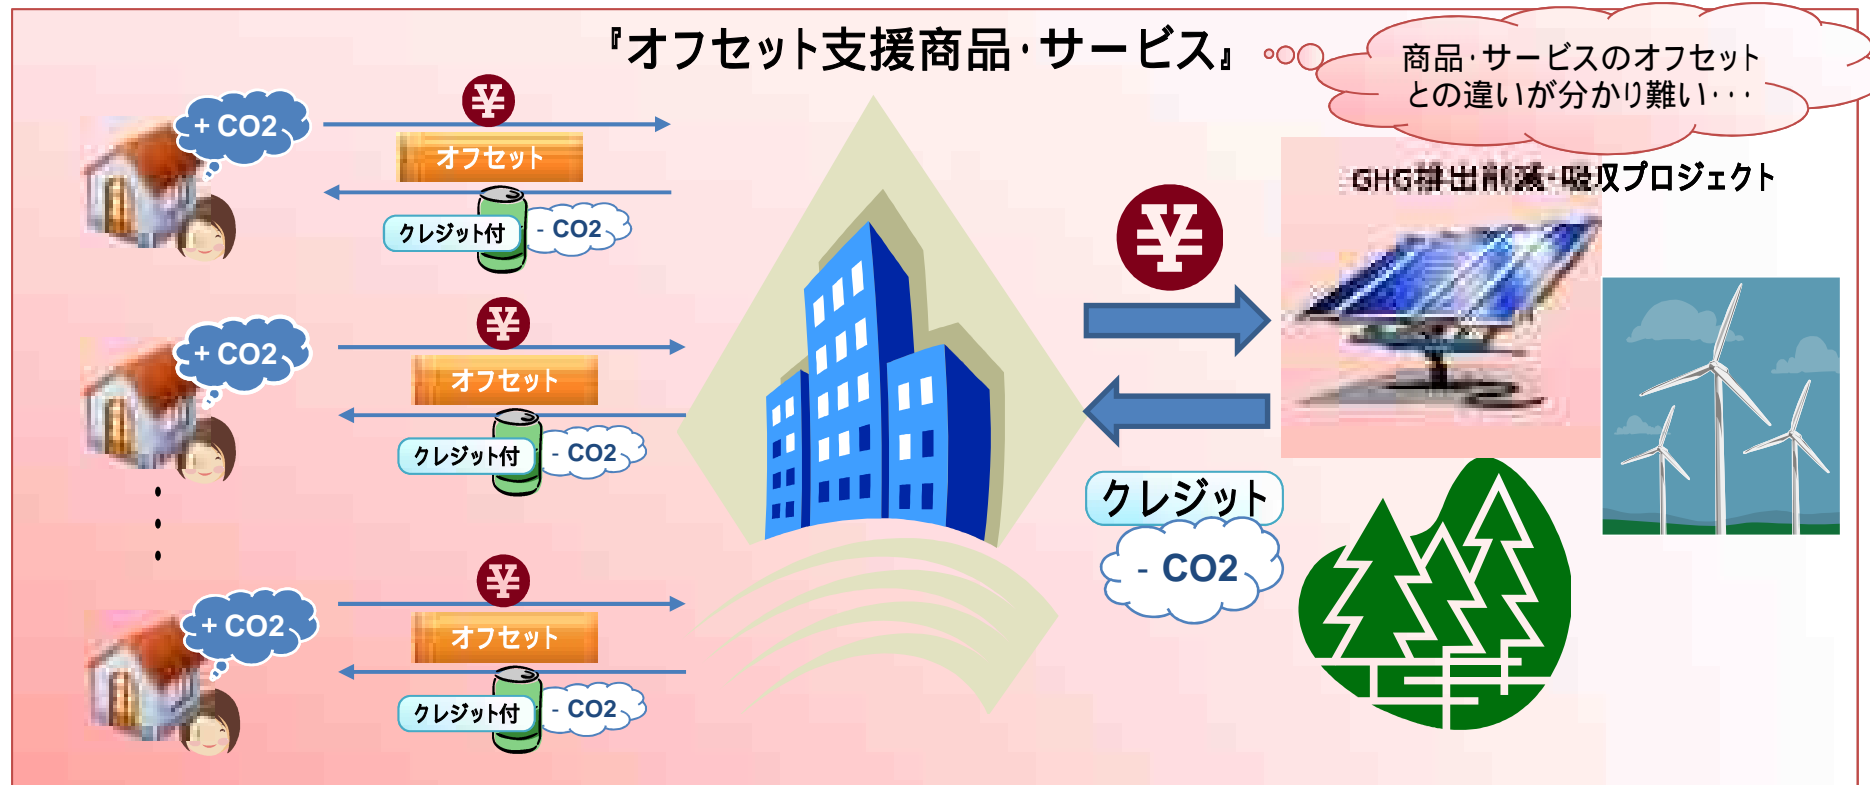 『オフセット支援商品・サービス』
商品・サービスのオフセット
との違いが分かり難い・・・
GHG排出削減・吸収プロジェクト
+ CO2
¥
オフセット
クレジット付
- CO2
+ CO2
¥
オフセット
クレジット付
- CO2
+ CO2
¥
オフセット
クレジット付
- CO2
¥
クレジット
- CO2